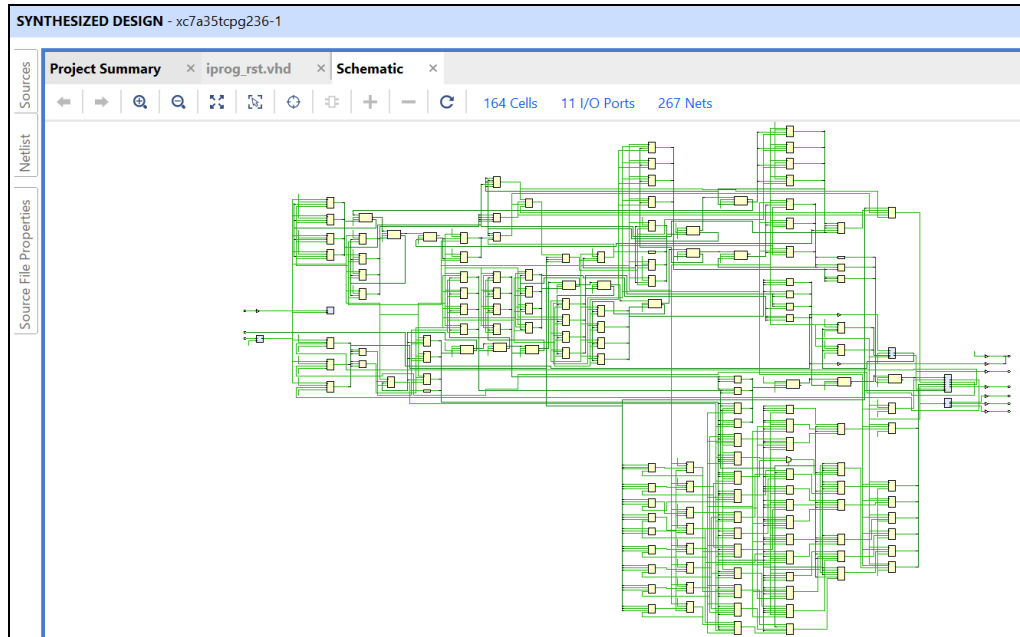 SYNTHESIZED DESIGN - xc7a35tcpg236-1
Project Summary × iprog_rst.vhd × Schematic ×
164 Cells 11 I/O Ports 267 Nets
Sources
Netlist
Source File Properties